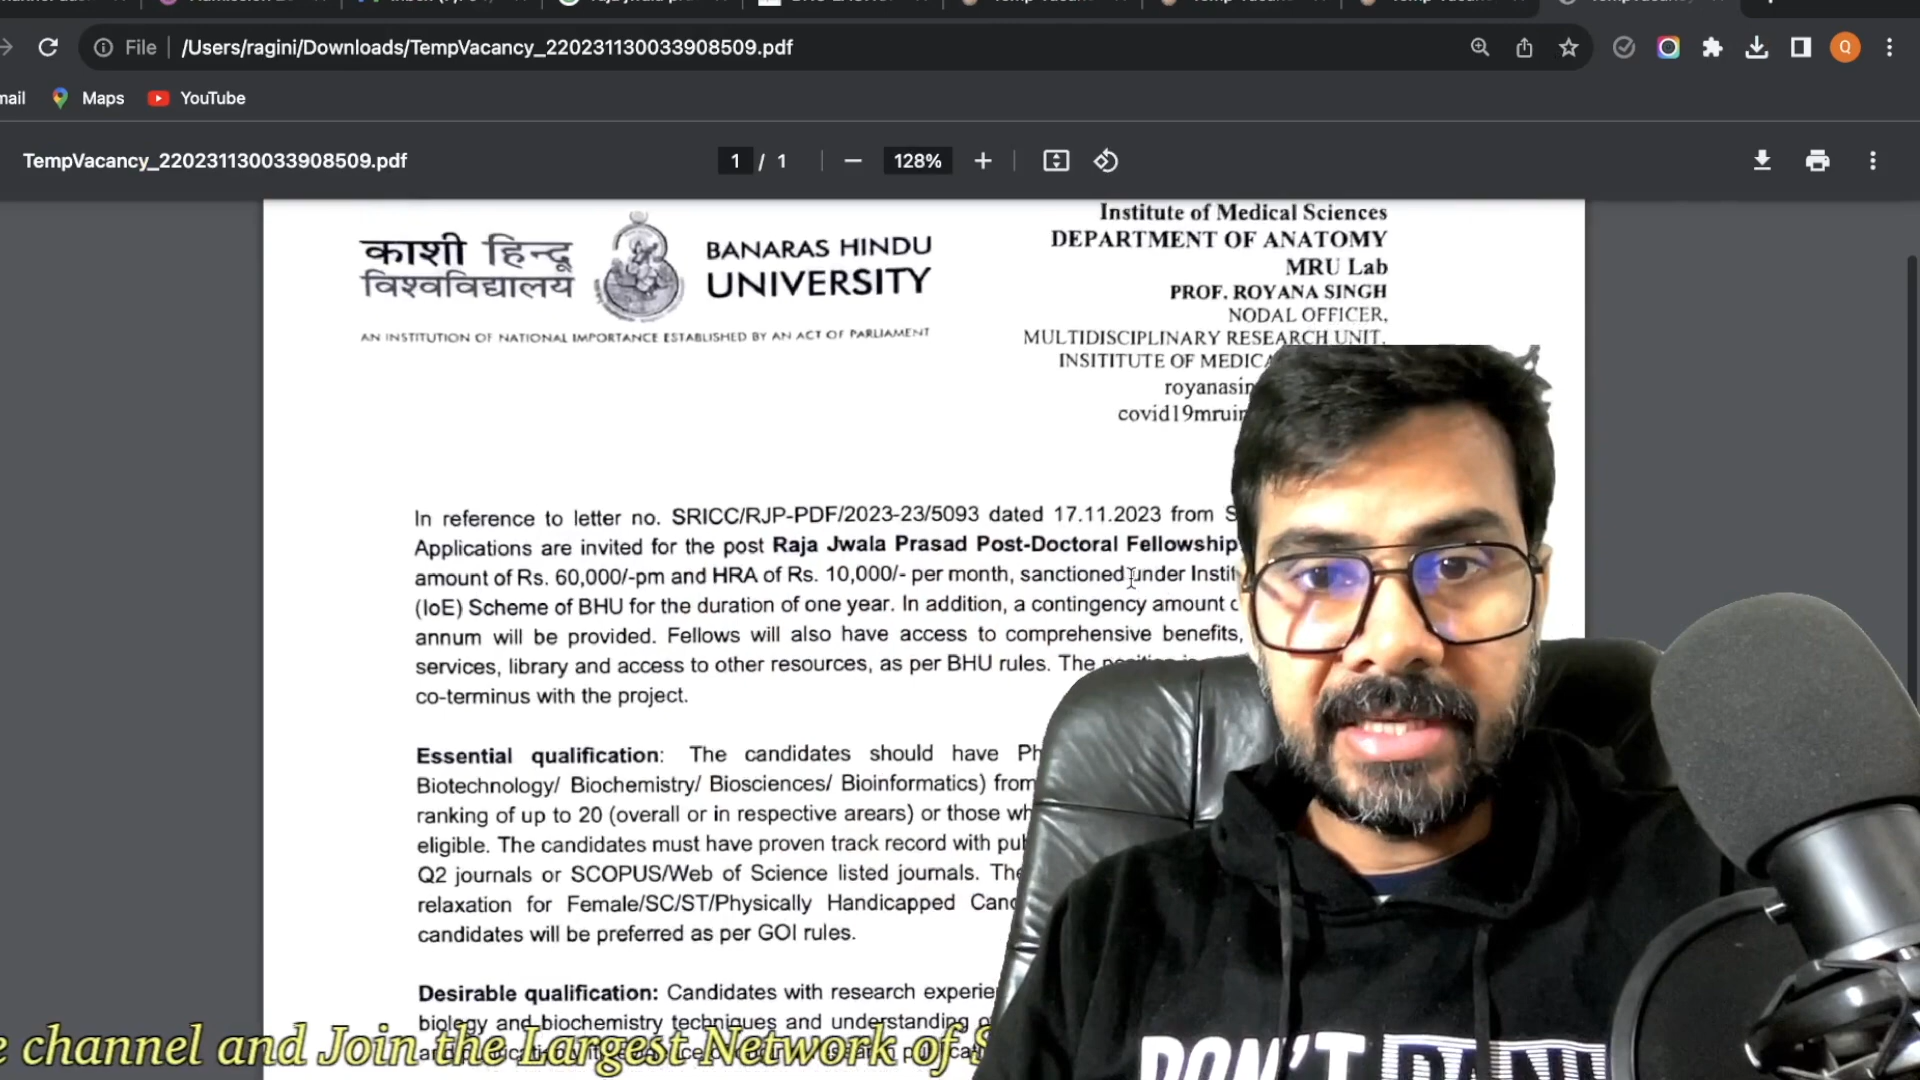 File /Users/ragini/Downloads/TempVacancy_220231130033908509.pdf
Maps YouTube
TempVacancy_220231130033908509.pdf 1 / 1 128%
Institute of Medical Sciences
DEPARTMENT OF ANATOMY
MRU Lab
PROF. ROYANA SINGH
NODAL OFFICER,
MULTIDISCIPLINARY RESEARCH UNIT,
INSITITUTE OF
काशी हिन्दू
विश्वविद्यालय
BANARAS HINDU
UNIVERSITY
AN INSTITUTION OF NATIONAL IMPORTANCE ESTABLISHED BY AN ACT OF PARLIAMENT
In reference to letter no. SRICC/RJP-PDF/2023-23/5093 dated 17.11.2023 from
Applications are invited for the post Raja Jwala Prasad Post-Doctoral Fellowship
amount of Rs. 60,000/-pm and HRA of Rs. 10,000/- per month, sanctioned under
(IoE) Scheme of BHU for the duration of one year. In addition, a contingency amount
annum will be provided. Fellows will also have access to comprehensive benefits,
services, library and access to other resources, as per BHU rules. The
co-terminus with the project.
Essential qualification: The candidates should have
Biotechnology/ Biochemistry/ Biosciences/ Bioinformatics) from
ranking of up to 20 (overall or in respective arears) or those
eligible. The candidates must have proven track record with
Q2 journals or SCOPUS/Web of Science listed journals. The
relaxation for Female/SC/ST/Physically Handicapped
candidates will be preferred as per GOI rules.
Desirable qualification: Candidates with research
biology and biochemistry techniques and understanding
channel and Join the Largest Network of
DON'T PANIC